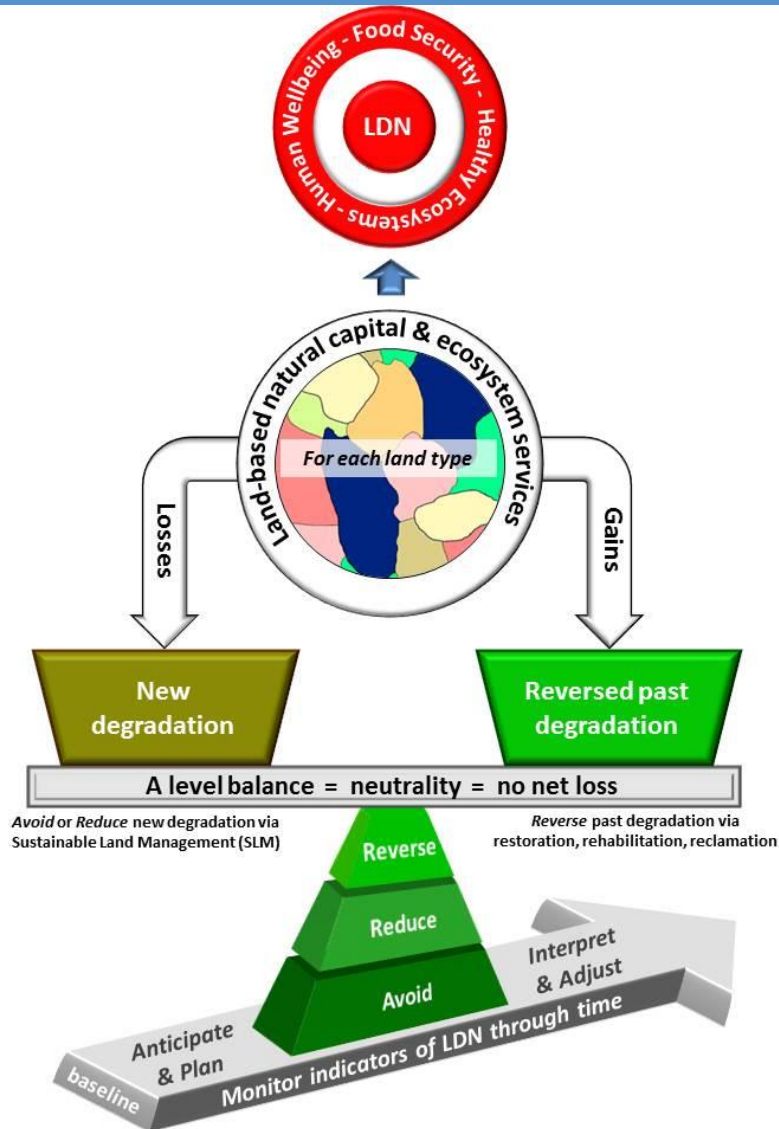 Human Wellbeing - Food Security - Healthy Ecosystems -
LDN
Land-based natural capital & ecosystem services
For each land type
Losses
Gains
New
degradation
Reversed past
degradation
A level balance = neutrality = no net loss
Avoid or Reduce new degradation via
Sustainable Land Management (SLM)
Reverse past degradation via
restoration, rehabilitation, reclamation
Reverse
Reduce
Avoid
Anticipate
& Plan
Interpret
& Adjust
baseline
Monitor indicators of LDN through time